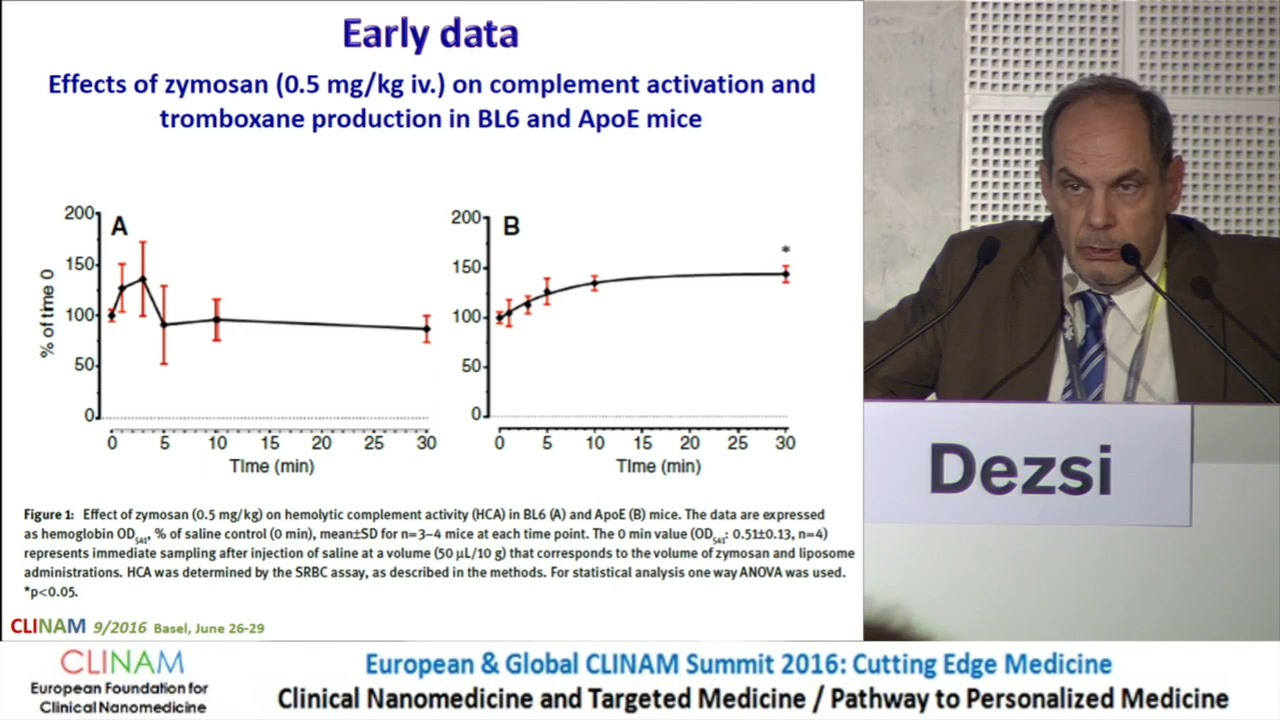 Early data
Effects of zymosan (0.5 mg/kg iv.) on complement activation and
tromboxane production in BL6 and ApoE mice
A
% of time 0
200
150
100
50
0
0 5 10 15 20 25 30
TIme (min)
B
*
200
150
100
50
0
0 5 10 15 20 25 30
TIme (min)
Figure 1: Effect of zymosan (0.5 mg/kg) on hemolytic complement activity (HCA) in BL6 (A) and ApoE (B) mice. The data are expressed
as hemoglobin OD541, % of saline control (0 min), mean±SD for n=3–4 mice at each time point. The 0 min value (OD541: 0.51±0.13, n=4)
represents immediate sampling after injection of saline at a volume (50 µL/10 g) that corresponds to the volume of zymosan and liposome
administrations. HCA was determined by the SRBC assay, as described in the methods. For statistical analysis one way ANOVA was used.
*p<0.05.
CLINAM 9/2016 Basel, June 26-29
Dezsi
CLINAM
European Foundation for
Clinical Nanomedicine
European & Global CLINAM Summit 2016: Cutting Edge Medicine
Clinical Nanomedicine and Targeted Medicine / Pathway to Personalized Medicine